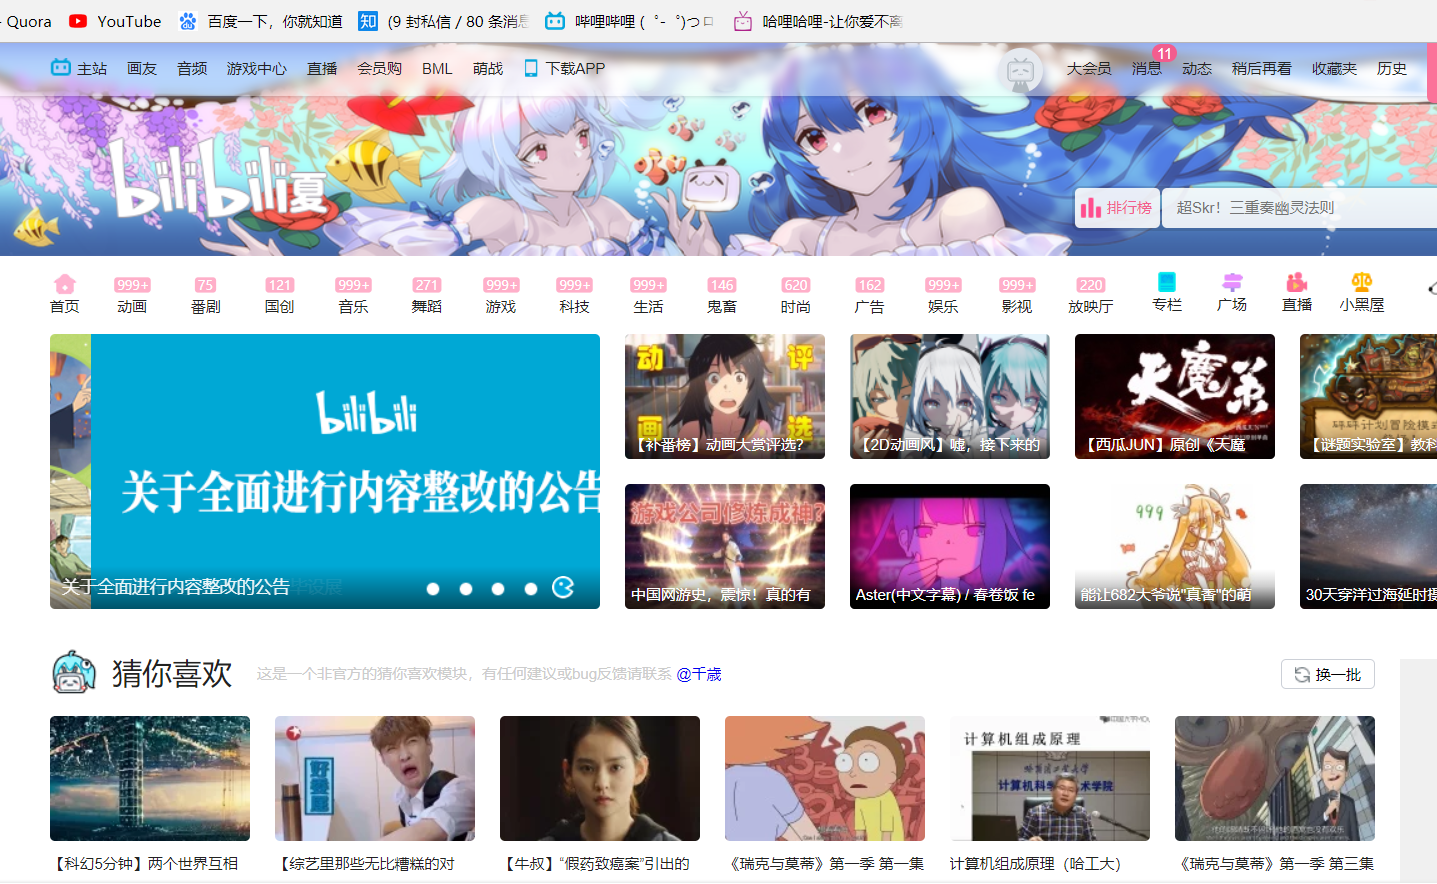 Quora YouTube 百度一下，你就知道 (9 封私信 / 80 条消息 哔哩哔哩 ( ゜- ゜)つロ 哈哩哈哩-让你爱不离
主站 画友 音频 游戏中心 直播 会员购 BML 萌战 下载APP 大会员 消息 11 动态 稍后再看 收藏夹 历史
bilibili夏
排行榜 超Skr！三重奏幽灵法则
999+ 75 121 999+ 271 999+ 999+ 999+ 146 620 162 999+ 999+ 220
首页 动画 番剧 国创 音乐 舞蹈 游戏 科技 生活 鬼畜 时尚 广告 娱乐 影视 放映厅 专栏 广场 直播 小黑屋
bilibili
关于全面进行内容整改的公告
关于全面进行内容整改的公告
动 评
画 选
【补番榜】动画大赏评选?
【2D动画风】嘘，接下来的
天魔弟
【西瓜JUN】原创《天魔
砰砰计划冒险模式
【谜题实验室】教科
游戏公司修炼成神?
中国网游史，震惊！真的有
Aster(中文字幕) / 春卷饭 fe
999
能让682大爷说"真香"的萌
30天穿洋过海延时摄
猜你喜欢 这是一个非官方的猜你喜欢模块，有任何建议或bug反馈请联系 @千歳 换一批
计算机组成原理
【科幻5分钟】两个世界互相
【综艺里那些无比糟糕的对
【牛叔】“假药致癌案”引出的
《瑞克与莫蒂》第一季 第一集
计算机组成原理（哈工大）
《瑞克与莫蒂》第一季 第三集